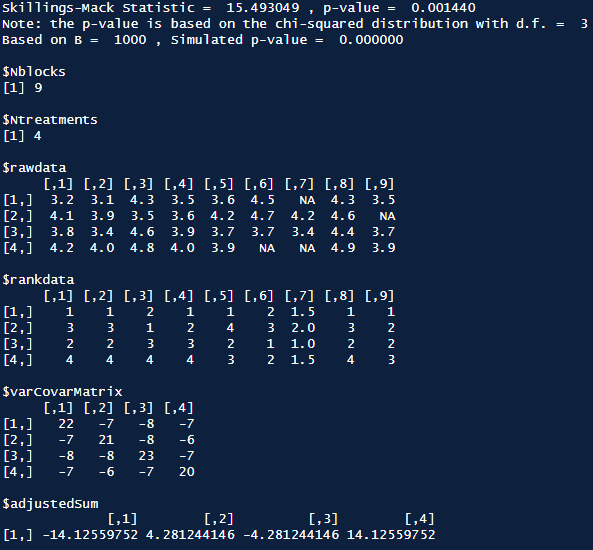 Skillings-Mack Statistic =  15.493049 , p-value =  0.001440
Note: the p-value is based on the chi-squared distribution with d.f. =  3
Based on B =  1000 , Simulated p-value =  0.000000
$Nblocks
[1] 9
$Ntreatments
[1] 4
$rawdata
     [,1] [,2] [,3] [,4] [,5] [,6] [,7] [,8] [,9]
[1,]  3.2  3.1  4.3  3.5  3.6  4.5   NA  4.3  3.5
[2,]  4.1  3.9  3.5  3.6  4.2  4.7  4.2  4.6   NA
[3,]  3.8  3.4  4.6  3.9  3.7  3.7  3.4  4.4  3.7
[4,]  4.2  4.0  4.8  4.0  3.9   NA   NA  4.9  3.9
$rankdata
     [,1] [,2] [,3] [,4] [,5] [,6] [,7] [,8] [,9]
[1,]    1    1    2    1    1    2  1.5    1    1
[2,]    3    3    1    2    4    3  2.0    3    2
[3,]    2    2    3    3    2    1  1.0    2    2
[4,]    4    4    4    4    3    2  1.5    4    3
$varCovarMatrix
     [,1] [,2] [,3] [,4]
[1,]   22   -7   -8   -7
[2,]   -7   21   -8   -6
[3,]   -8   -8   23   -7
[4,]   -7   -6   -7   20
$adjustedSum
             [,1]        [,2]         [,3]        [,4]
[1,] -14.12559752 4.281244146 -4.281244146 14.12559752